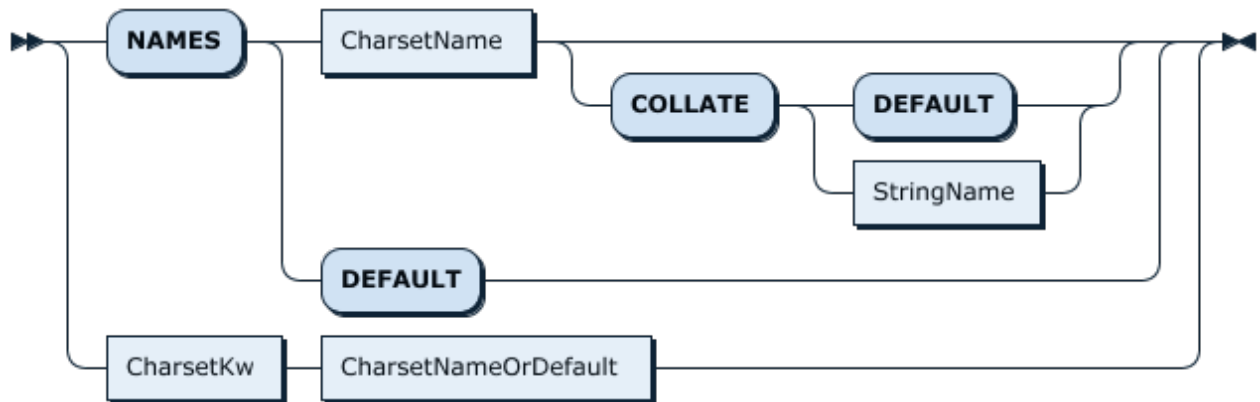 NAMES CharsetName
COLLATE DEFAULT
StringName
DEFAULT
CharsetKw CharsetNameOrDefault